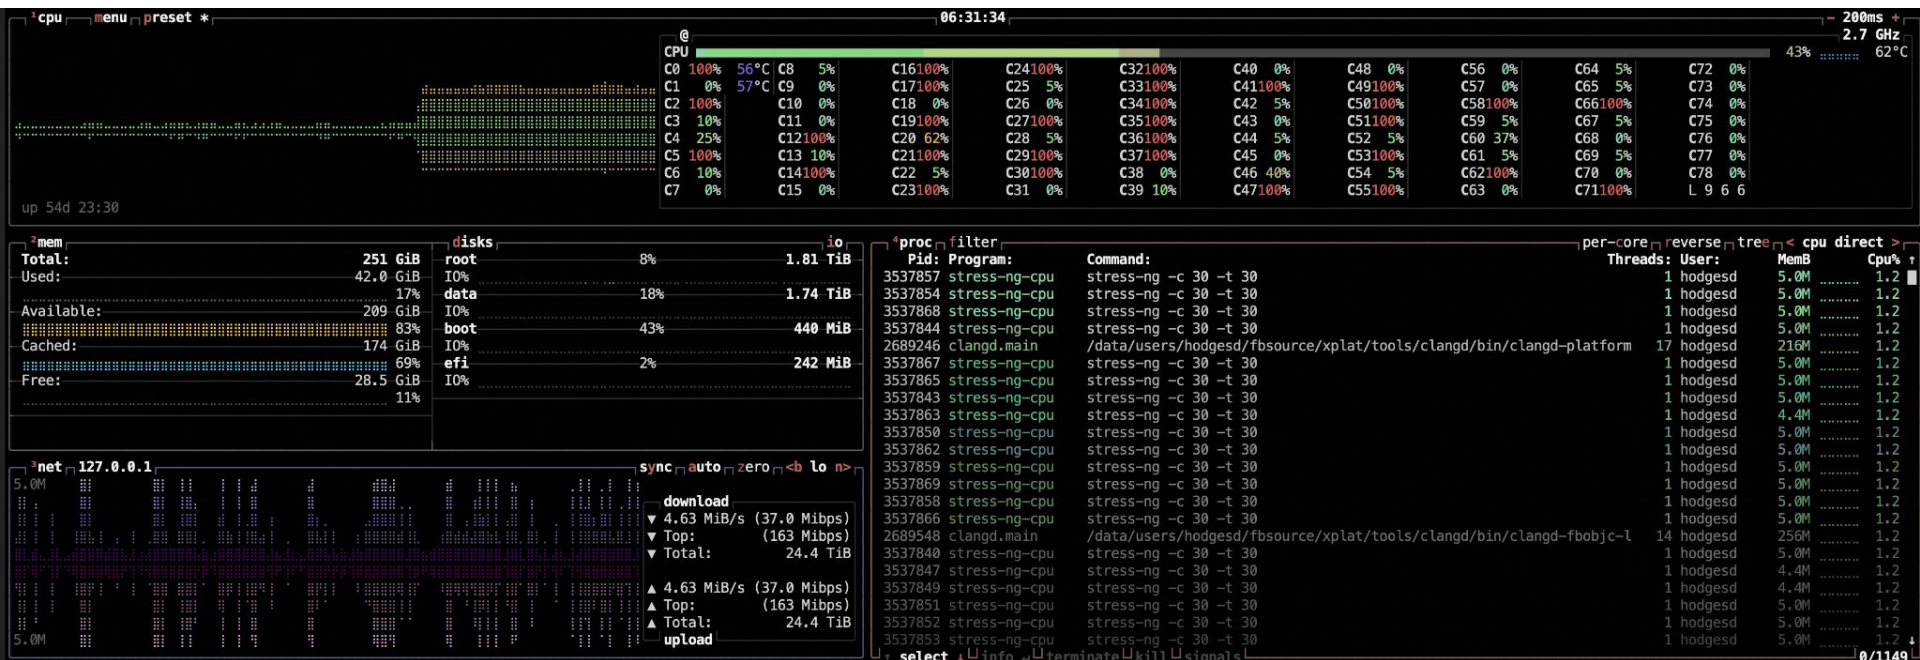 ¹cpu menu preset * 06:31:34 - 200ms +
@ 2.7 GHz
CPU 43% 62°C
C0 100% 56°C C8 5% C16100% C24100% C32100% C40 0% C48 0% C56 0% C64 5% C72 0%
C1 0% 57°C C9 0% C17100% C25 5% C33100% C41100% C49100% C57 0% C65 5% C73 0%
C2 100% C10 0% C18 0% C26 0% C34100% C42 5% C50100% C58100% C66100% C74 0%
C3 10% C11 0% C19100% C27100% C35100% C43 0% C51100% C59 5% C67 5% C75 0%
C4 25% C12100% C20 62% C28 5% C36100% C44 5% C52 5% C60 37% C68 0% C76 0%
C5 100% C13 10% C21100% C29100% C37100% C45 0% C53100% C61 5% C69 5% C77 0%
C6 10% C14100% C22 5% C30100% C38 0% C46 40% C54 5% C62100% C70 0% C78 0%
C7 0% C15 0% C23100% C31 0% C39 10% C47100% C55100% C63 0% C71100% L 9 6 6
up 54d 23:30
²mem
Total: 251 GiB
Used: 42.0 GiB
17%
Available: 209 GiB
83%
Cached: 174 GiB
69%
Free: 28.5 GiB
11%
disks io
root 8% 1.81 TiB
IO%
data 18% 1.74 TiB
IO%
boot 43% 440 MiB
IO%
efi 2% 242 MiB
IO%
³net 127.0.0.1 sync auto zero <b lo n>
5.0M
download
▼ 4.63 MiB/s (37.0 Mibps)
▼ Top: (163 Mibps)
▼ Total: 24.4 TiB
▲ 4.63 MiB/s (37.0 Mibps)
▲ Top: (163 Mibps)
▲ Total: 24.4 TiB
5.0M
upload
⁴proc filter per-core reverse tree < cpu direct >
Pid: Program: Command: Threads: User: MemB Cpu% ↑
3537857 stress-ng-cpu stress-ng -c 30 -t 30 1 hodgesd 5.0M 1.2
3537854 stress-ng-cpu stress-ng -c 30 -t 30 1 hodgesd 5.0M 1.2
3537868 stress-ng-cpu stress-ng -c 30 -t 30 1 hodgesd 5.0M 1.2
3537844 stress-ng-cpu stress-ng -c 30 -t 30 1 hodgesd 5.0M 1.2
2689246 clangd.main /data/users/hodgesd/fbsource/xplat/tools/clangd/bin/clangd-platform 17 hodgesd 216M 1.2
3537867 stress-ng-cpu stress-ng -c 30 -t 30 1 hodgesd 5.0M 1.2
3537865 stress-ng-cpu stress-ng -c 30 -t 30 1 hodgesd 5.0M 1.2
3537843 stress-ng-cpu stress-ng -c 30 -t 30 1 hodgesd 5.0M 1.2
3537863 stress-ng-cpu stress-ng -c 30 -t 30 1 hodgesd 4.4M 1.2
3537850 stress-ng-cpu stress-ng -c 30 -t 30 1 hodgesd 5.0M 1.2
3537862 stress-ng-cpu stress-ng -c 30 -t 30 1 hodgesd 5.0M 1.2
3537859 stress-ng-cpu stress-ng -c 30 -t 30 1 hodgesd 5.0M 1.2
3537869 stress-ng-cpu stress-ng -c 30 -t 30 1 hodgesd 5.0M 1.2
3537858 stress-ng-cpu stress-ng -c 30 -t 30 1 hodgesd 5.0M 1.2
3537866 stress-ng-cpu stress-ng -c 30 -t 30 1 hodgesd 5.0M 1.2
2689548 clangd.main /data/users/hodgesd/fbsource/xplat/tools/clangd/bin/clangd-fbobjc-l 14 hodgesd 256M 1.2
3537840 stress-ng-cpu stress-ng -c 30 -t 30 1 hodgesd 5.0M 1.2
3537847 stress-ng-cpu stress-ng -c 30 -t 30 1 hodgesd 4.4M 1.2
3537849 stress-ng-cpu stress-ng -c 30 -t 30 1 hodgesd 4.4M 1.2
3537851 stress-ng-cpu stress-ng -c 30 -t 30 1 hodgesd 5.0M 1.2
3537852 stress-ng-cpu stress-ng -c 30 -t 30 1 hodgesd 5.0M 1.2
3537853 stress-ng-cpu stress-ng -c 30 -t 30 1 hodgesd 5.0M 1.2 ↓
↑ select ↓ info terminate kill signals 0/1149